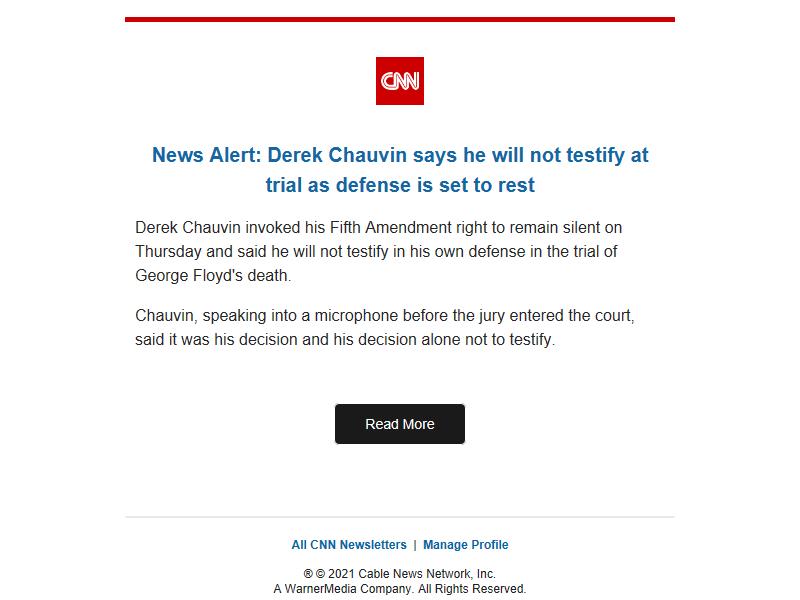 CNN
News Alert: Derek Chauvin says he will not testify at
trial as defense is set to rest
Derek Chauvin invoked his Fifth Amendment right to remain silent on
Thursday and said he will not testify in his own defense in the trial of
George Floyd's death.
Chauvin, speaking into a microphone before the jury entered the court,
said it was his decision and his decision alone not to testify.
Read More
All CNN Newsletters | Manage Profile
® © 2021 Cable News Network, Inc.
A WarnerMedia Company. All Rights Reserved.